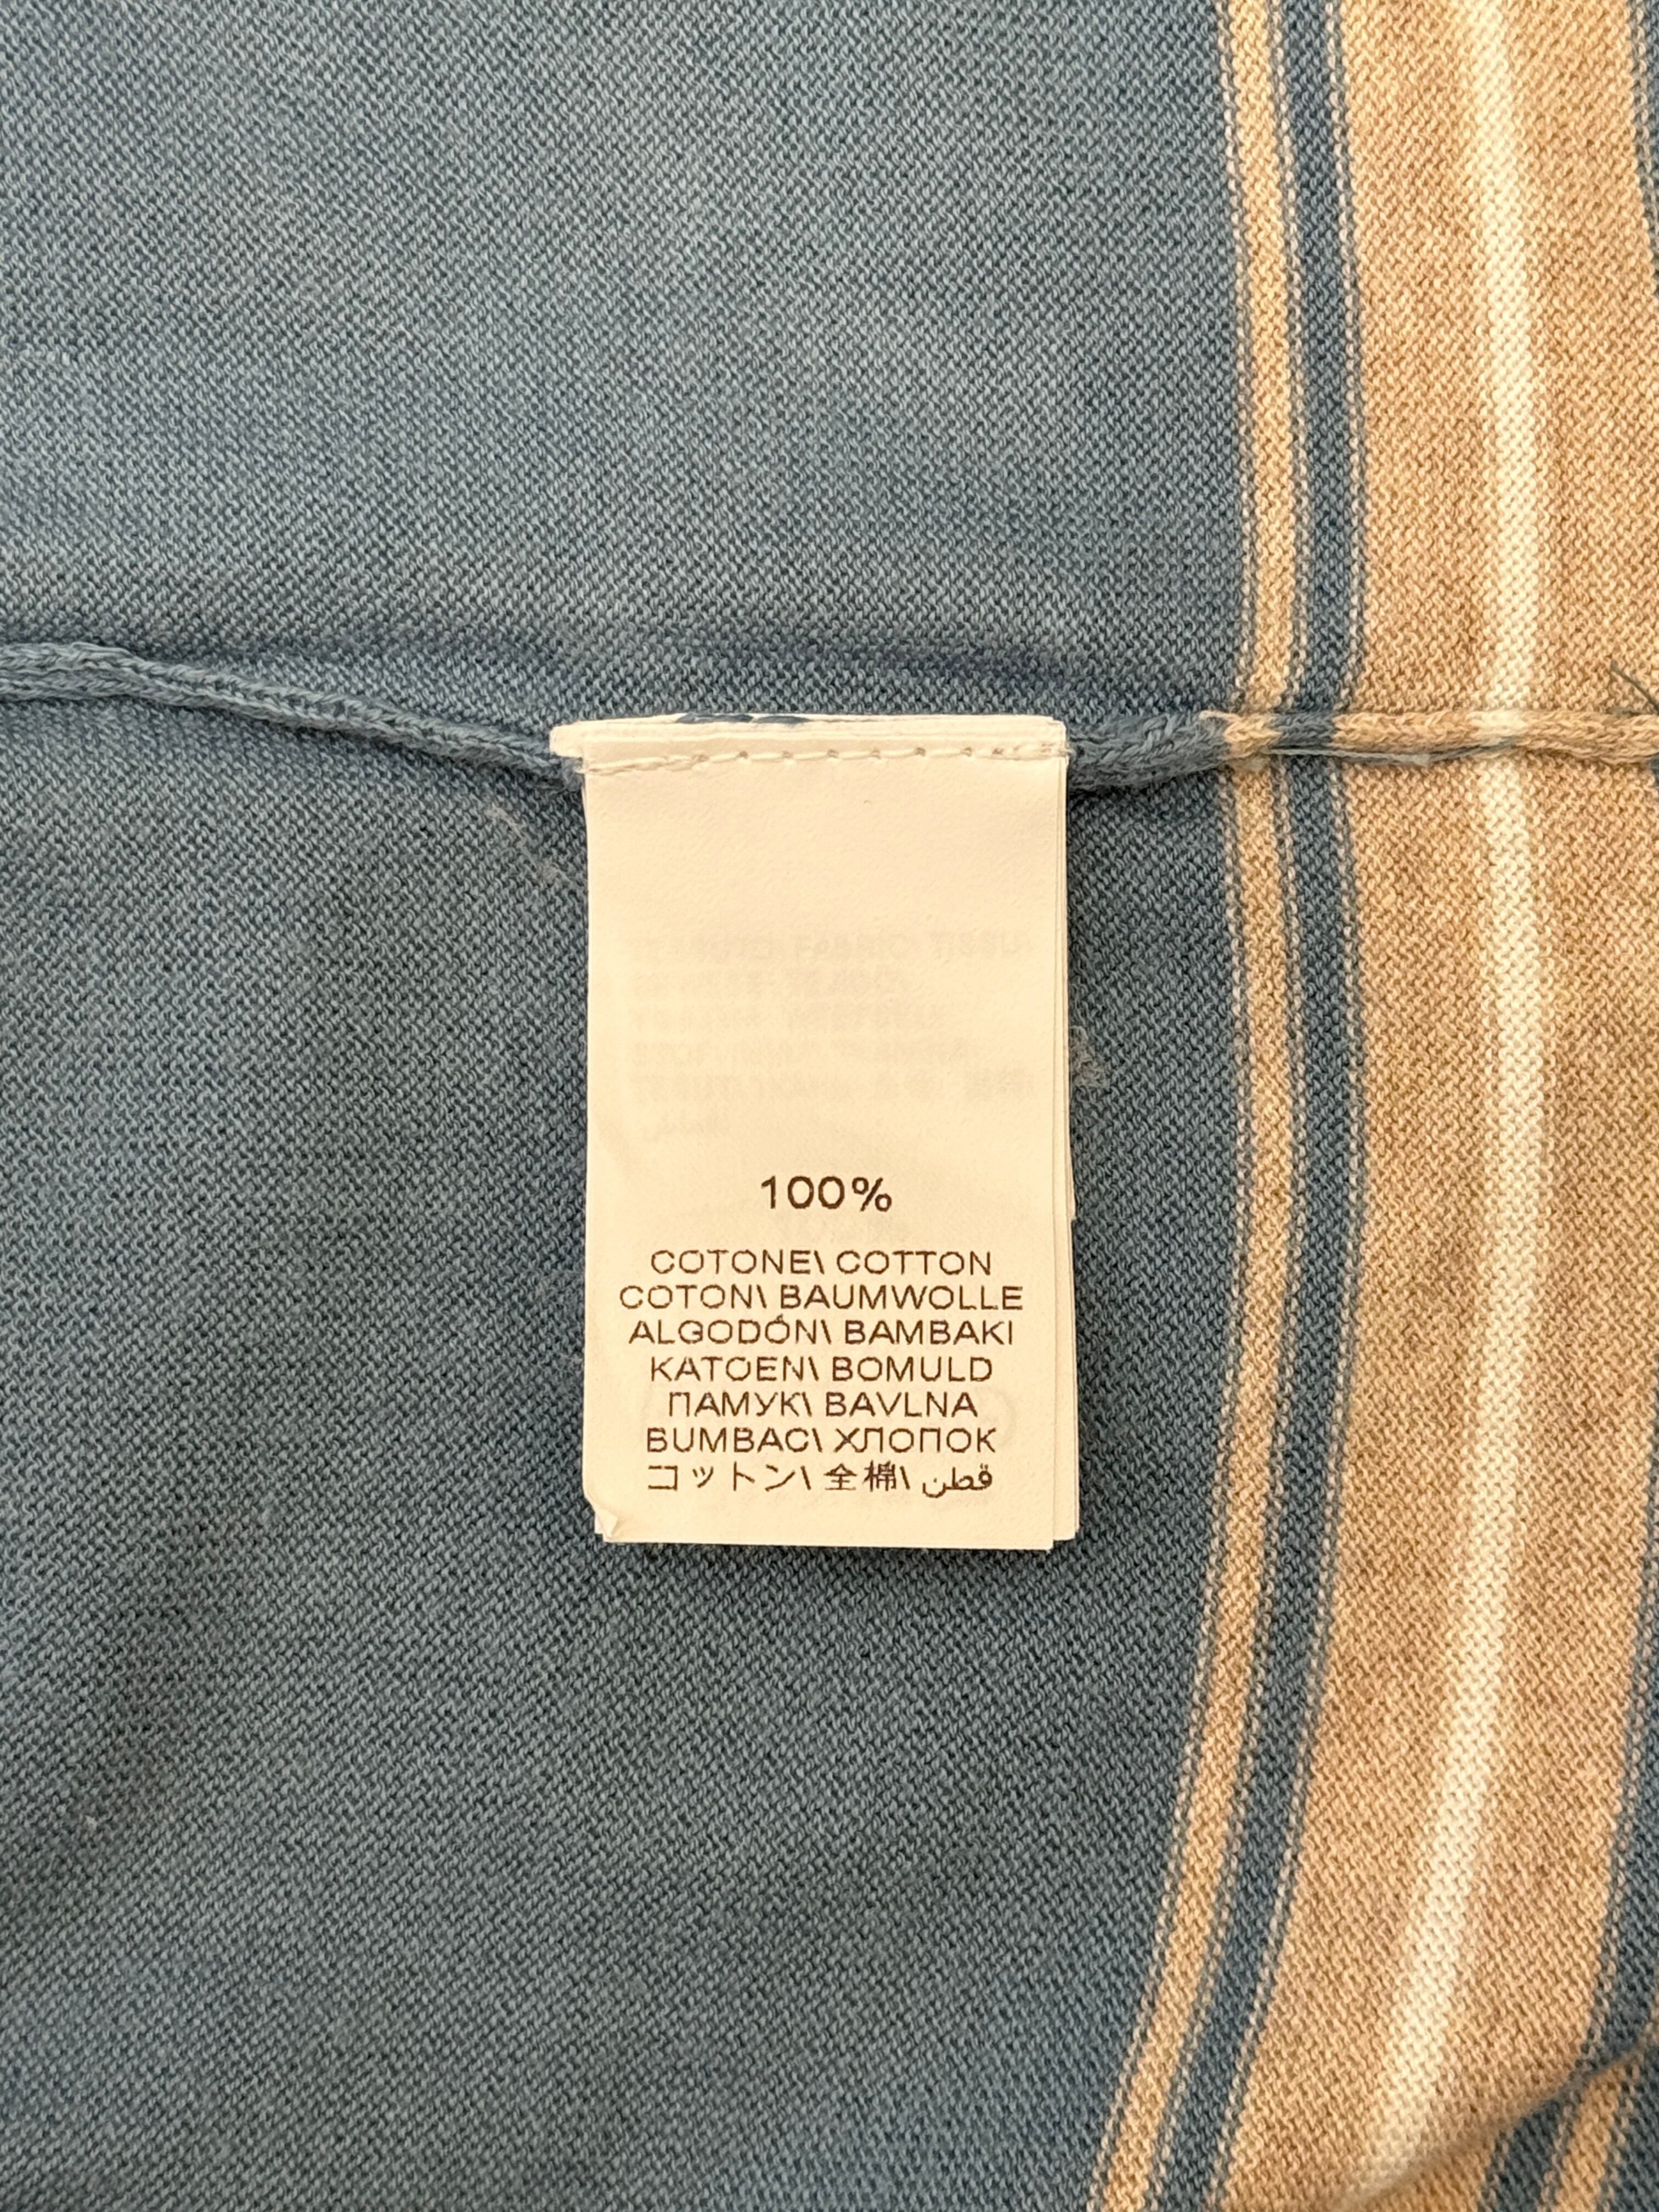 100%
COTONE\ COTTON
COTON\ BAUMWOLLE
ALGODÓN\ BAMBAKI
KATOEN\ BOMULD
ПАМУК\ BAVLNA
BUMBAC\ ХЛОПОК
コットン\ 全棉\ قطن